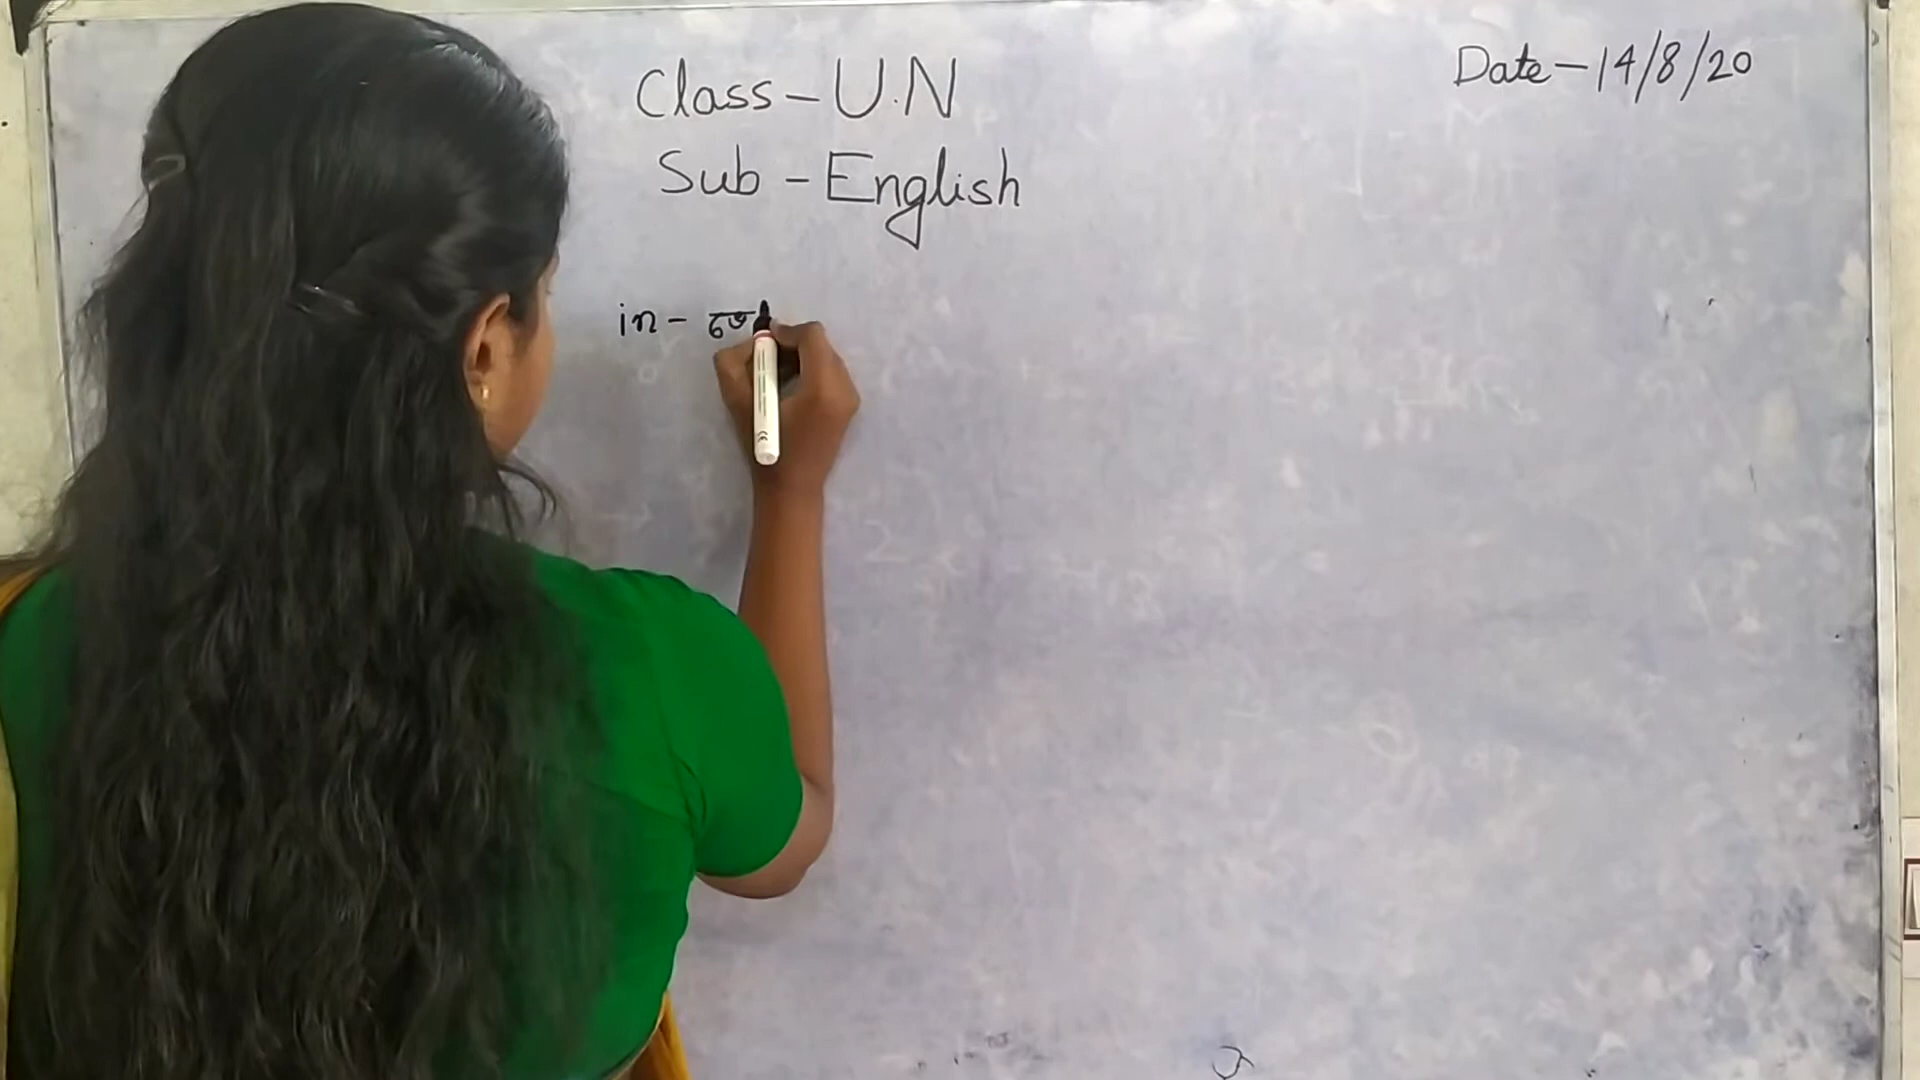 Date-14/8/20
Class-U.N
Sub-English
in- ভে